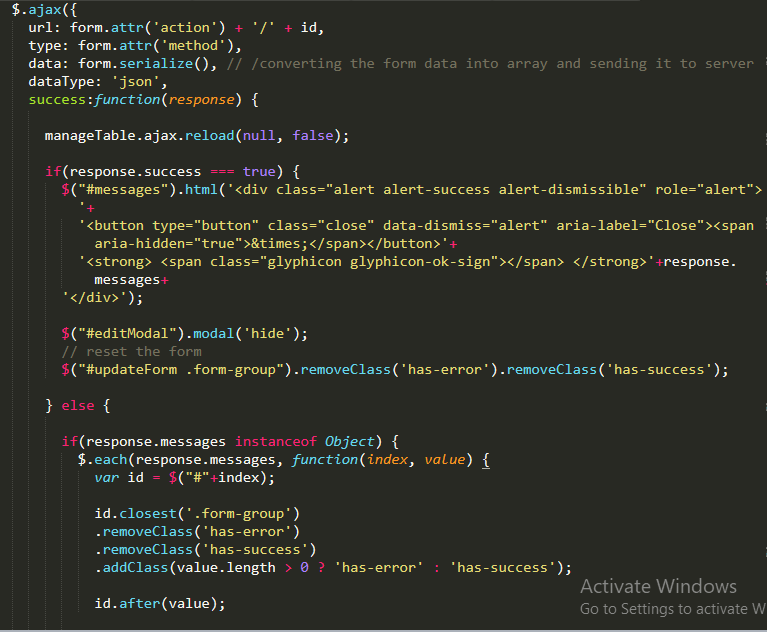 $.ajax({
url: form.attr('action') + '/' + id,
type: form.attr('method'),
data: form.serialize(), // /converting the form data into array and sending it to server
dataType: 'json',
success:function(response) {
manageTable.ajax.reload(null, false);
if(response.success === true) {
$("#messages").html('<div class="alert alert-success alert-dismissible" role="alert">
'+
'<button type="button" class="close" data-dismiss="alert" aria-label="Close"><span
aria-hidden="true">&times;</span></button>'+
'<strong> <span class="glyphicon glyphicon-ok-sign"></span> </strong>'+response.
messages+
'</div>');
$("#editModal").modal('hide');
// reset the form
$("#updateForm .form-group").removeClass('has-error').removeClass('has-success');
} else {
if(response.messages instanceof Object) {
$.each(response.messages, function(index, value) {
var id = $("#"+index);
id.closest('.form-group')
.removeClass('has-error')
.removeClass('has-success')
.addClass(value.length > 0 ? 'has-error' : 'has-success');
id.after(value);
Activate Windows
Go to Settings to activate W